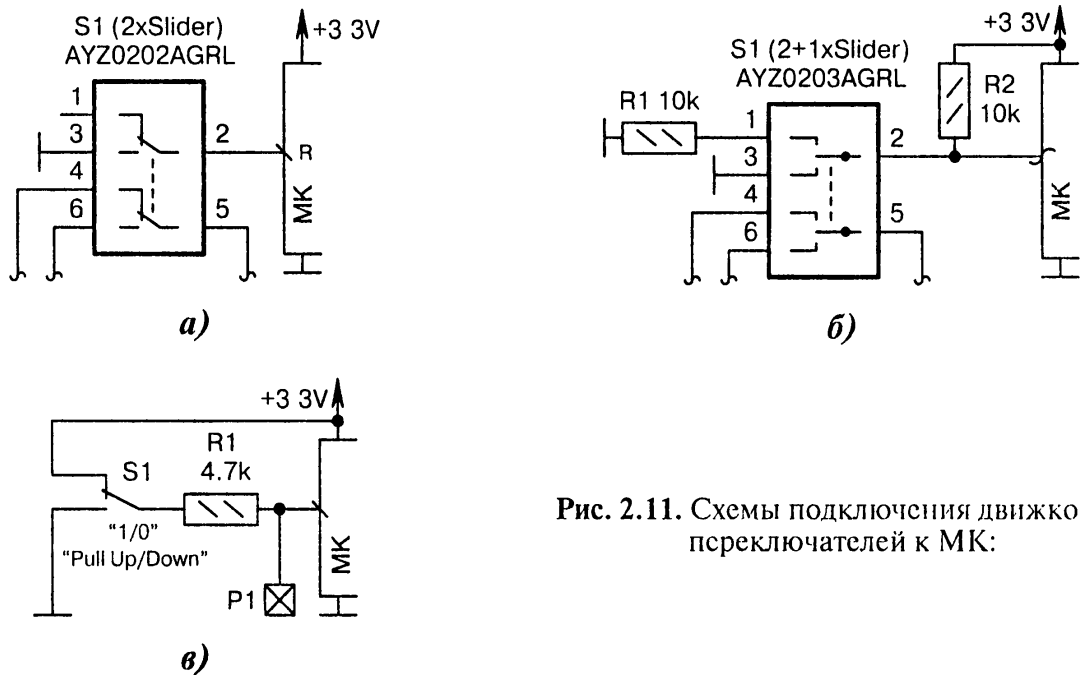 S1 (2xSlider)
AYZ0202AGRL
+3 3V
1
3
4
6
2
5
R
МК
а)
S1 (2+1xSlider)
AYZ0203AGRL
+3 3V
R1 10k
R2
10k
1
3
4
6
2
5
МК
б)
+3 3V
S1
R1
4.7k
"1/0"
"Pull Up/Down"
P1
МК
в)
Рис. 2.11. Схемы подключения движко
переключателей к МК: